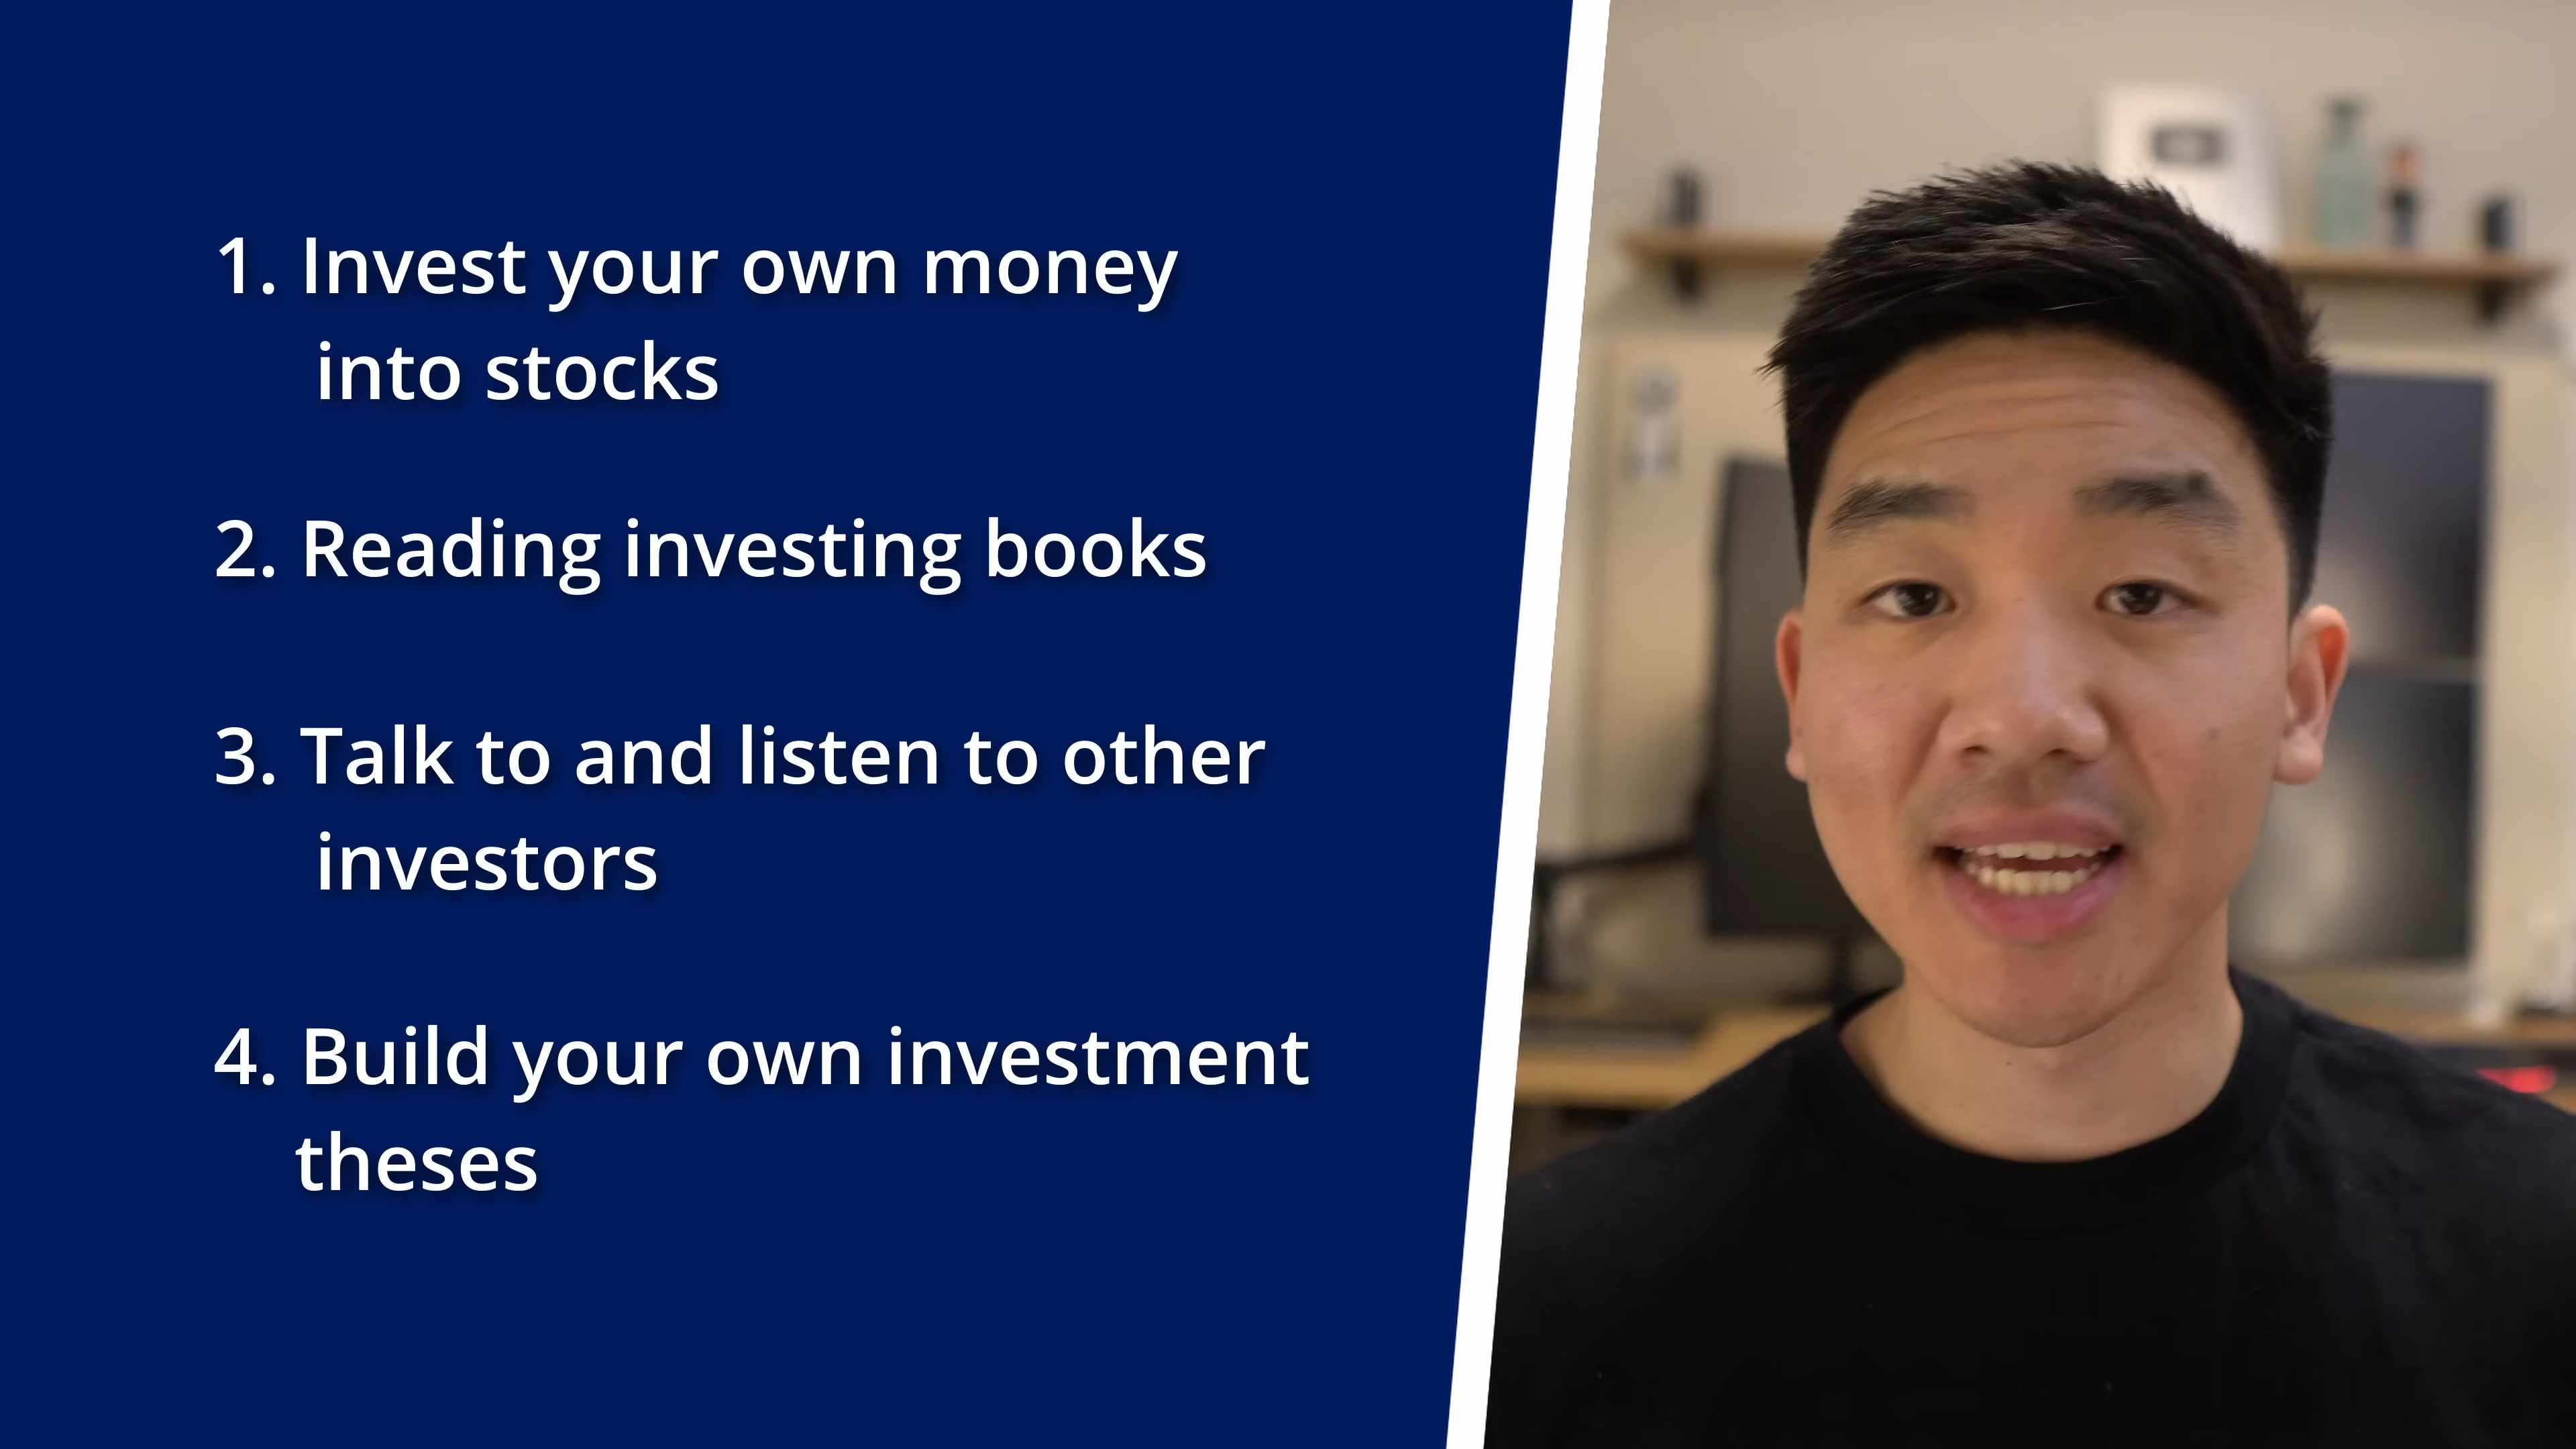 1. Invest your own money
into stocks
2. Reading investing books
3. Talk to and listen to other
investors
4. Build your own investment
theses